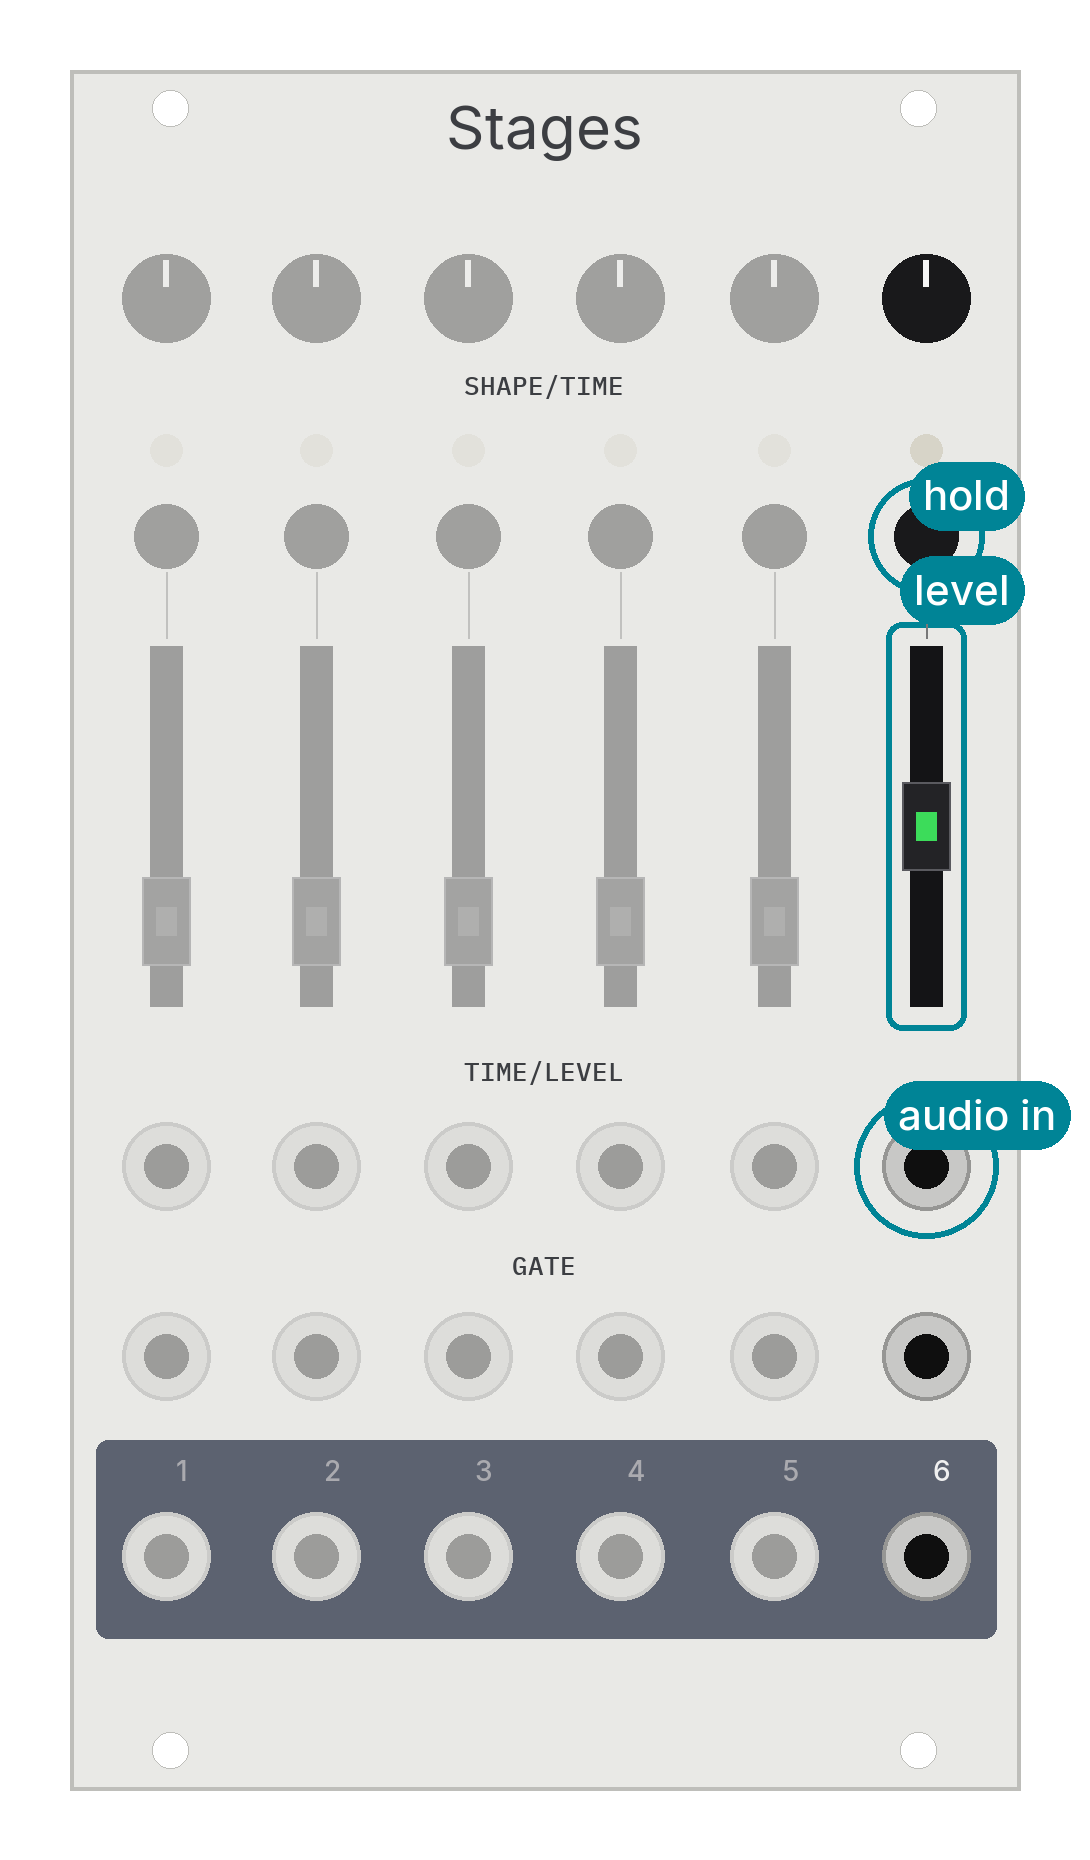 Stages
SHAPE/TIME
hold
level
TIME/LEVEL
audio in
GATE
1 2 3 4 5 6